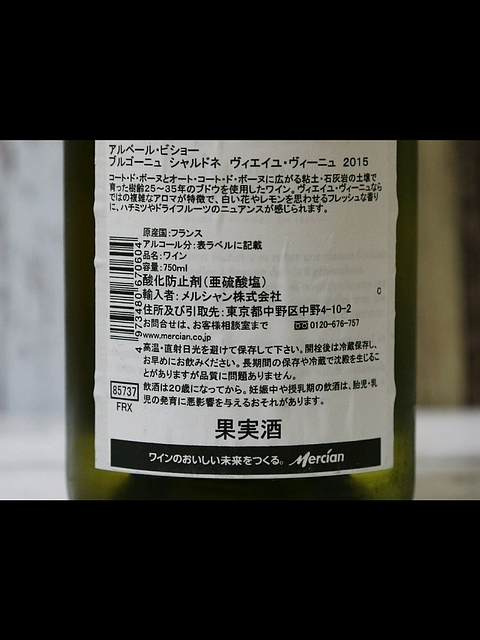 アルベール・ビショー
ブルゴーニュ シャルドネ ヴィエイユ・ヴィーニュ 2015
コート・ド・ボーヌとオート・コート・ド・ボーヌに広がる粘土・石灰岩の土壌で
育った樹齢25〜35年のブドウを使用したワイン。ヴィエイユ・ヴィーニュなら
ではの複雑なアロマが特徴で、白い花やレモンを思わせるフレッシュな香り
に、ハチミツやドライフルーツのニュアンスが感じられます。
原産国:フランス
アルコール分:表ラベルに記載
品名:ワイン
容量:750ml
酸化防止剤(亜硫酸塩)
輸入者:メルシャン株式会社
住所及び引取先:東京都中野区中野4-10-2
お問合せは、お客様相談室まで 0120-676-757
www.mercian.co.jp
高温・直射日光を避けて保存して下さい。開栓後は冷蔵保存し、
お早めにお飲みください。長期間の保存や冷蔵で沈殿を生じるこ
とがありますが品質に問題ありません。
飲酒は20歳になってから。妊娠中や授乳期の飲酒は、胎児・乳
児の発育に悪影響を与えるおそれがあります。
4 973480 670604
C
85737
FRX
果実酒
ワインのおいしい未来をつくる。 Mercian